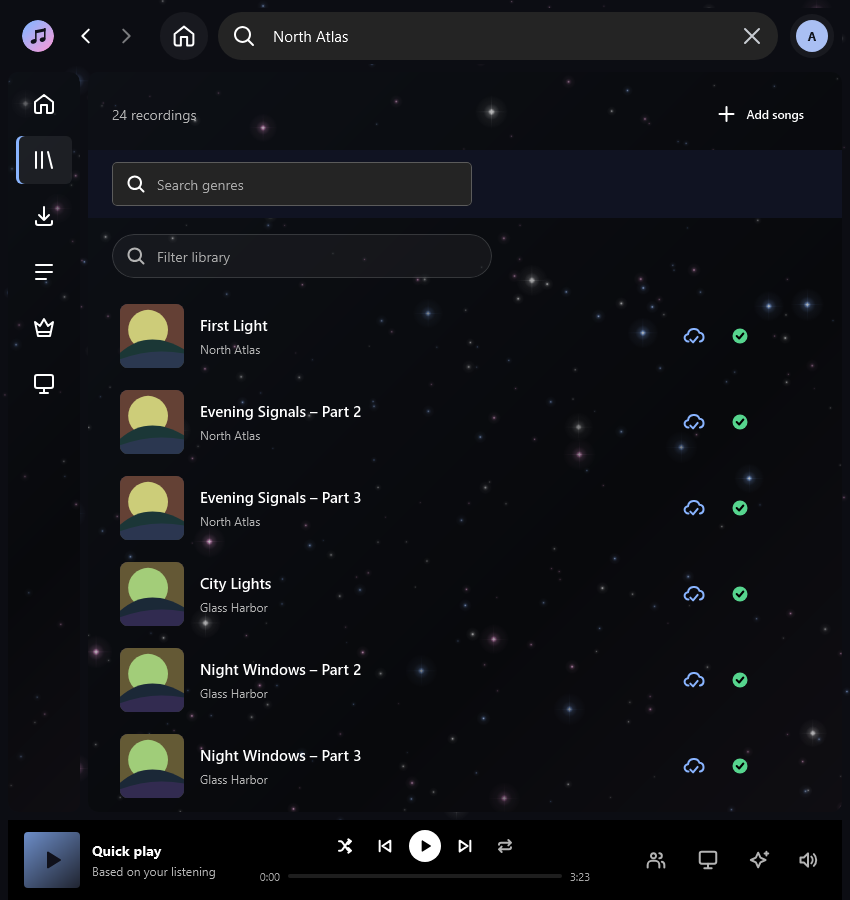 North Atlas
A
24 recordings
Add songs
Search genres
Filter library
First Light
North Atlas
Evening Signals – Part 2
North Atlas
Evening Signals – Part 3
North Atlas
City Lights
Glass Harbor
Night Windows – Part 2
Glass Harbor
Night Windows – Part 3
Glass Harbor
Quick play
Based on your listening
0:00
3:23